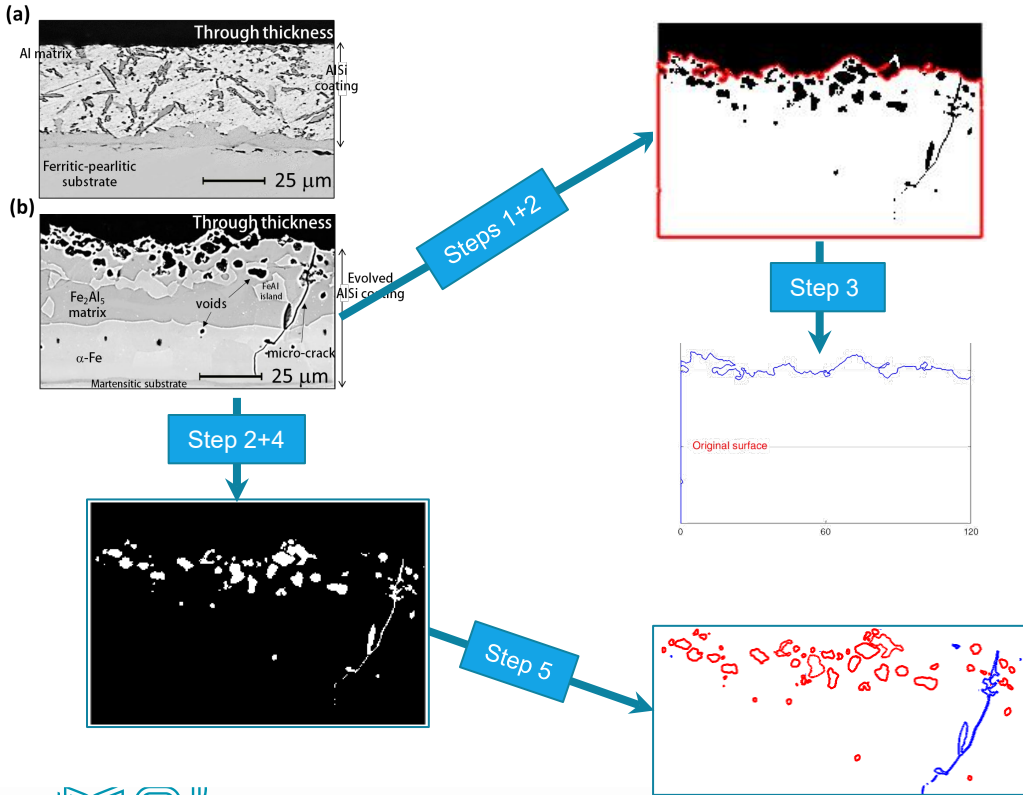 (a)
Through thickness
Al matrix
AlSi
coating
Ferritic-pearlitic
substrate
25 μm
(b)
Through thickness
Evolved
AlSi coating
FeAl
island
Fe₂Al₅
matrix
voids
micro-crack
α-Fe
25 μm
Martensitic substrate
Steps 1+2
Step 3
Original surface
0
60
120
Step 2+4
Step 5